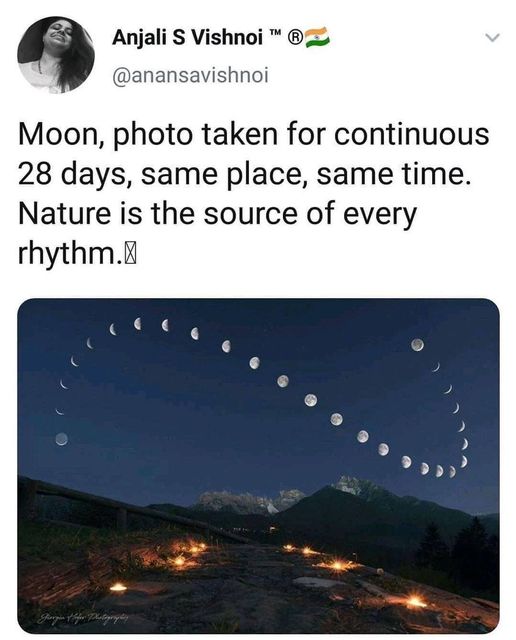 Anjali S Vishnoi ™ ®🇮🇳
@anansavishnoi
Moon, photo taken for continuous
28 days, same place, same time.
Nature is the source of every
rhythm.
Giorgia Hofer Photography